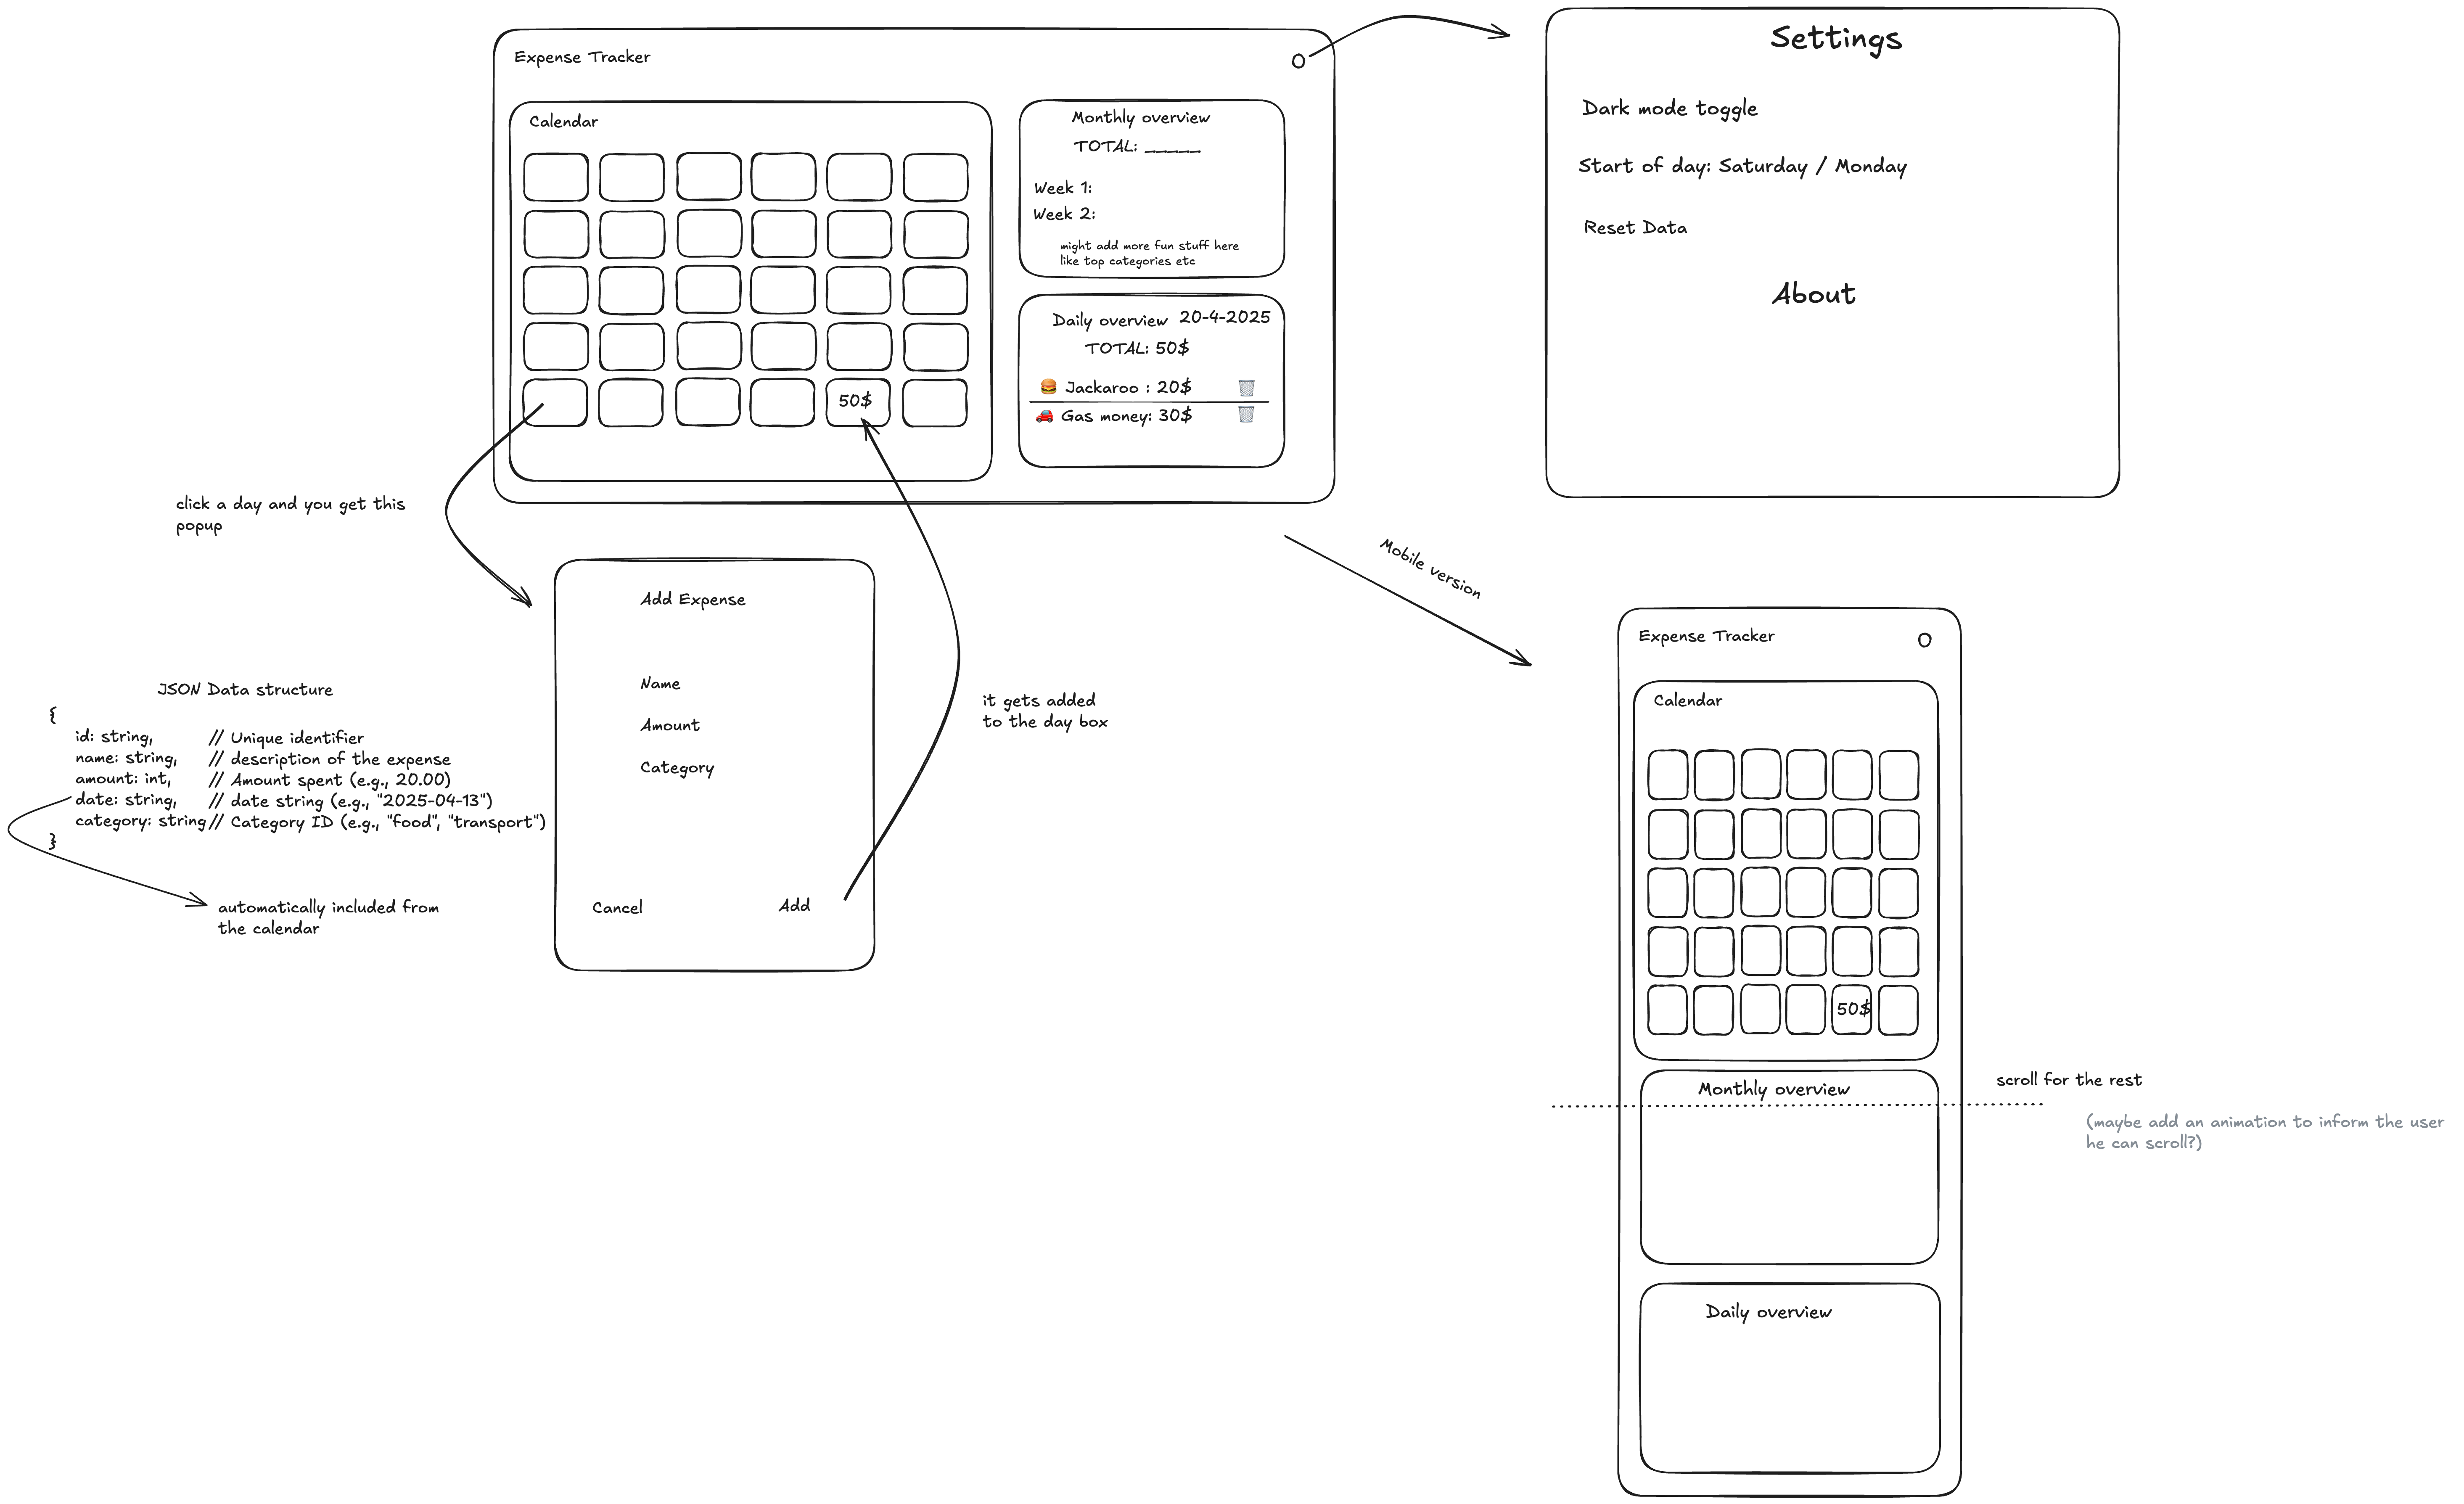 Expense Tracker
O
Calendar
50$
Monthly overview
TOTAL: _____
Week 1:
Week 2:
might add more fun stuff here
like top categories etc
Daily overview 20-4-2025
TOTAL: 50$
Jackaroo : 20$
Gas money: 30$
Settings
Dark mode toggle
Start of day: Saturday / Monday
Reset Data
About
click a day and you get this
popup
Add Expense
Name
Amount
Category
Cancel
Add
it gets added
to the day box
JSON Data structure
{
id: string, // Unique identifier
name: string, // description of the expense
amount: int, // Amount spent (e.g., 20.00)
date: string, // date string (e.g., "2025-04-13")
category: string // Category ID (e.g., "food", "transport")
}
automatically included from
the calendar
Mobile version
Expense Tracker
O
Calendar
50$
Monthly overview
scroll for the rest
(maybe add an animation to inform the user
he can scroll?)
Daily overview